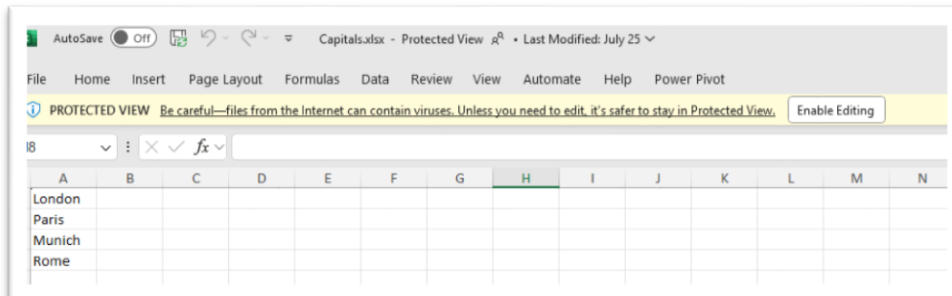 AutoSave Off Capitals.xlsx - Protected View • Last Modified: July 25
File Home Insert Page Layout Formulas Data Review View Automate Help Power Pivot
PROTECTED VIEW Be careful—files from the Internet can contain viruses. Unless you need to edit, it's safer to stay in Protected View. Enable Editing
fx
A B C D E F G H I J K L M N
London
Paris
Munich
Rome